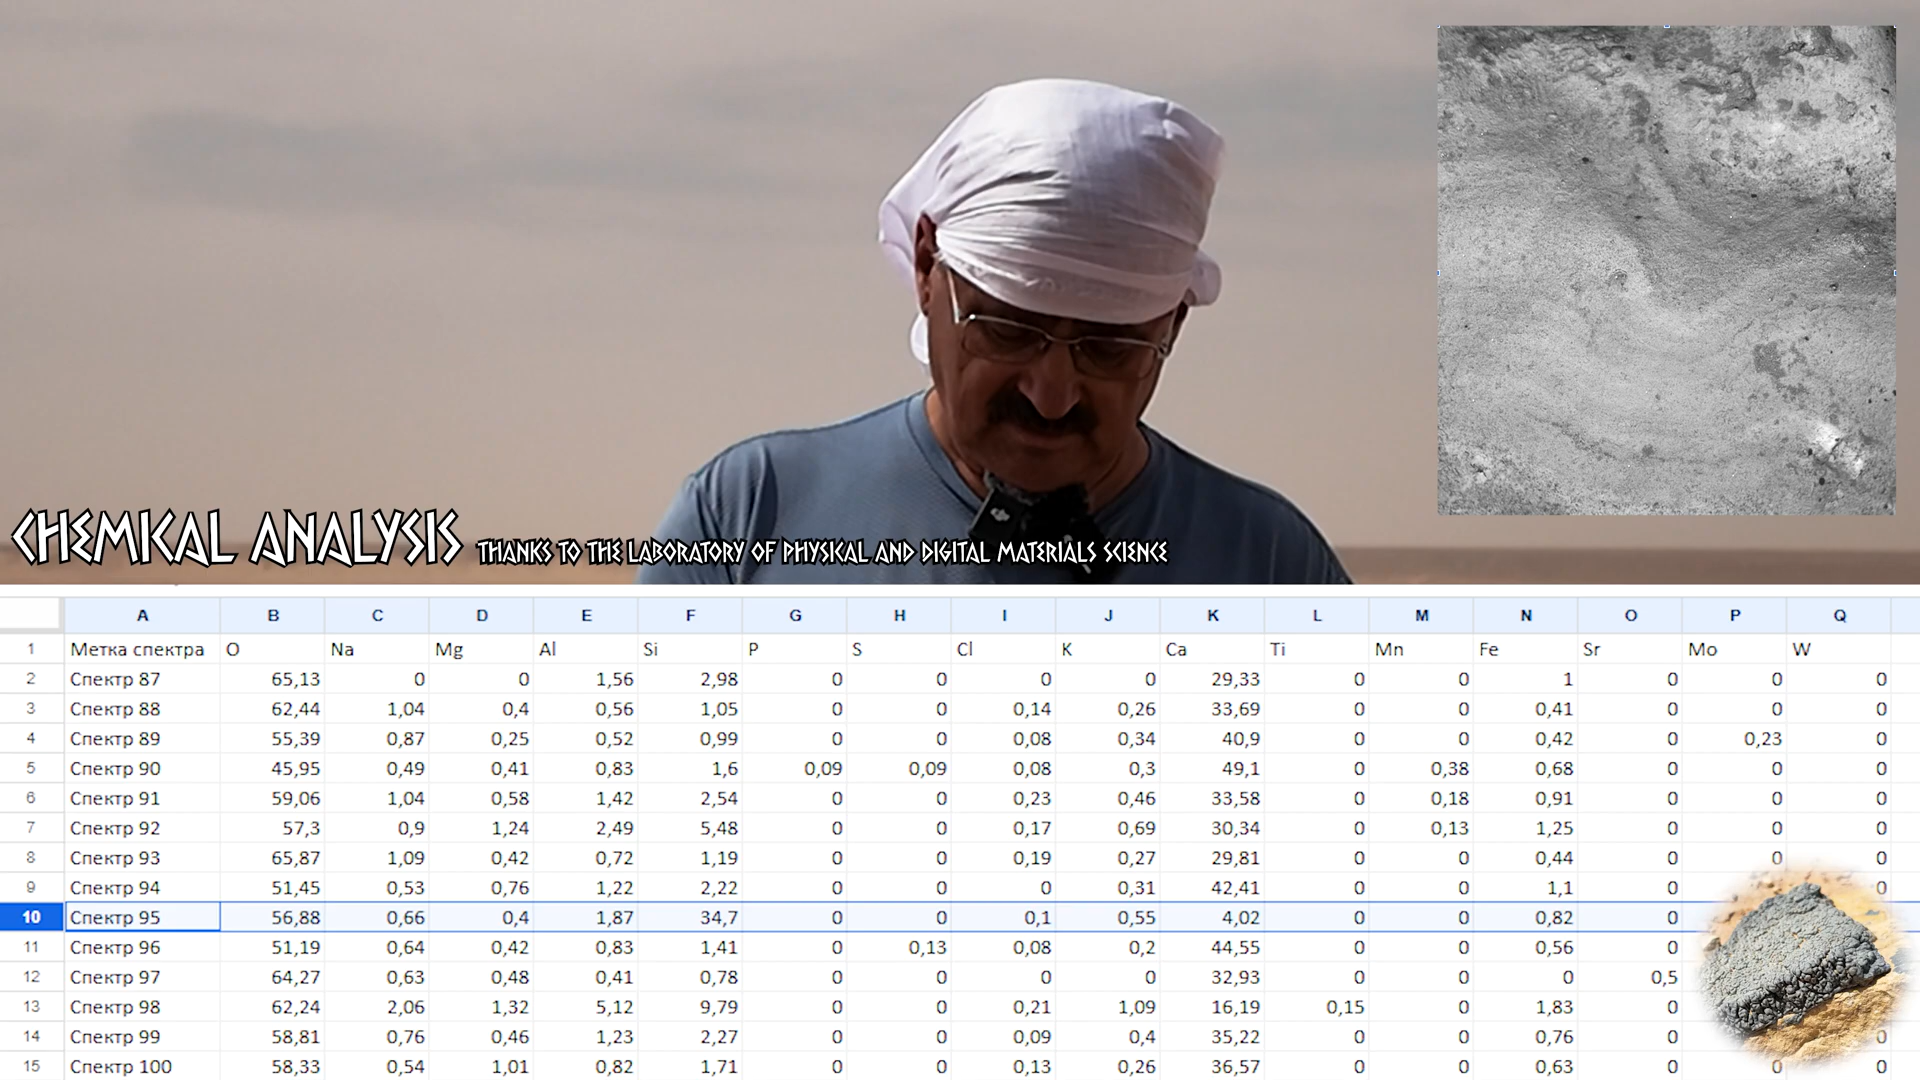 CHEMICAL ANALYSIS THANKS TO THE LABORATORY OF PHYSICAL AND DIGITAL MATERIALS SCIENCE
A B C D E F G H I J K L M N O P Q
1 Метка спектра O Na Mg Al Si P S Cl K Ca Ti Mn Fe Sr Mo W
2 Спектр 87 65,13 0 0 1,56 2,98 0 0 0 0 29,33 0 0 1 0 0 0
3 Спектр 88 62,44 1,04 0,4 0,56 1,05 0 0 0,14 0,26 33,69 0 0 0,41 0 0 0
4 Спектр 89 55,39 0,87 0,25 0,52 0,99 0 0 0,08 0,34 40,9 0 0 0,42 0 0,23 0
5 Спектр 90 45,95 0,49 0,41 0,83 1,6 0,09 0,09 0,08 0,3 49,1 0 0,38 0,68 0 0 0
6 Спектр 91 59,06 1,04 0,58 1,42 2,54 0 0 0,23 0,46 33,58 0 0,18 0,91 0 0 0
7 Спектр 92 57,3 0,9 1,24 2,49 5,48 0 0 0,17 0,69 30,34 0 0,13 1,25 0 0 0
8 Спектр 93 65,87 1,09 0,42 0,72 1,19 0 0 0,19 0,27 29,81 0 0 0,44 0 0 0
9 Спектр 94 51,45 0,53 0,76 1,22 2,22 0 0 0 0,31 42,41 0 0 1,1 0 0
10 Спектр 95 56,88 0,66 0,4 1,87 34,7 0 0 0,1 0,55 4,02 0 0 0,82 0
11 Спектр 96 51,19 0,64 0,42 0,83 1,41 0 0,13 0,08 0,2 44,55 0 0 0,56 0
12 Спектр 97 64,27 0,63 0,48 0,41 0,78 0 0 0 0 32,93 0 0 0 0,5
13 Спектр 98 62,24 2,06 1,32 5,12 9,79 0 0 0,21 1,09 16,19 0,15 0 1,83 0
14 Спектр 99 58,81 0,76 0,46 1,23 2,27 0 0 0,09 0,4 35,22 0 0 0,76 0 0
15 Спектр 100 58,33 0,54 1,01 0,82 1,71 0 0 0,13 0,26 36,57 0 0 0,63 0 0 0